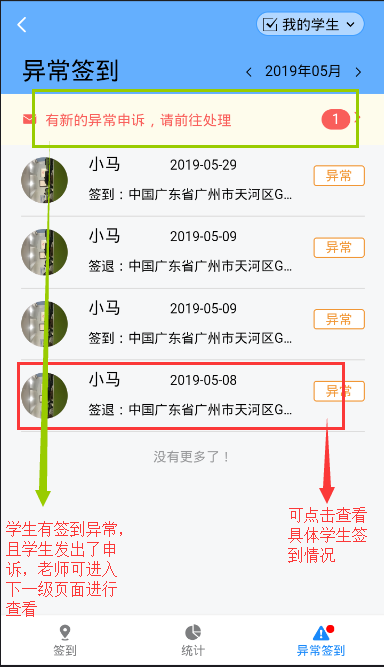 我的学生
异常签到
2019年05月
有新的异常申诉，请前往处理
1
小马 2019-05-29
异常
签到：中国广东省广州市天河区G...
小马 2019-05-09
异常
签退：中国广东省广州市天河区G...
小马 2019-05-09
异常
签到：中国广东省广州市天河区G...
小马 2019-05-08
异常
签退：中国广东省广州市天河区G...
没有更多了！
学生有签到异常，
且学生发出了申
诉，老师可进入
下一级页面进行
查看
可点击查看
具体学生签
到情况
签到
统计
异常签到